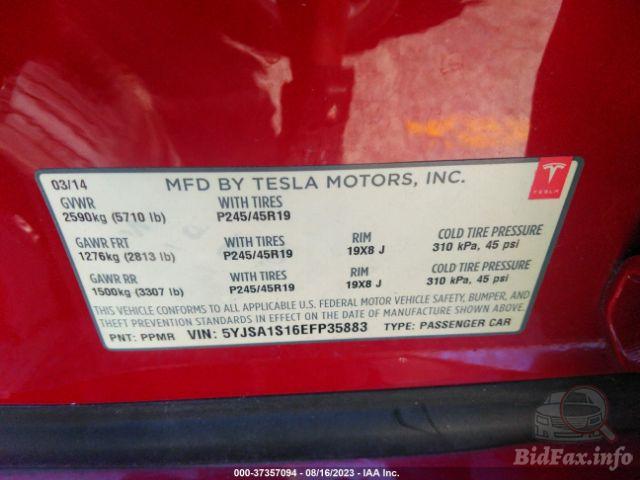 03/14 MFD BY TESLA MOTORS, INC.
TESLA
GVWR WITH TIRES
2590kg (5710 lb) P245/45R19
GAWR FRT WITH TIRES RIM COLD TIRE PRESSURE
1276kg (2813 lb) P245/45R19 19X8 J 310 kPa, 45 psi
GAWR RR WITH TIRES RIM COLD TIRE PRESSURE
1500kg (3307 lb) P245/45R19 19X8 J 310 kPa, 45 psi
THIS VEHICLE CONFORMS TO ALL APPLICABLE U.S. FEDERAL MOTOR VEHICLE SAFETY, BUMPER, AND
THEFT PREVENTION STANDARDS IN EFFECT ON THE DATE OF MANUFACTURE SHOWN ABOVE.
PNT: PPMR VIN: 5YJSA1S16EFP35883 TYPE: PASSENGER CAR
BidFax.info
000-37357094 - 08/16/2023 - IAA Inc.